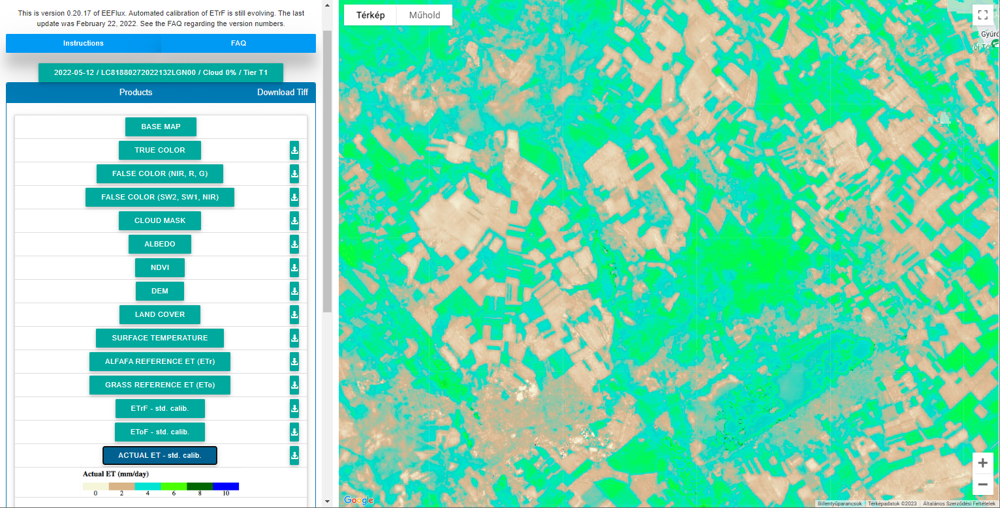 This is version 0.20.17 of EEFlux. Automated calibration of ETrF is still evolving. The last
update was February 22, 2022. See the FAQ regarding the version numbers.
Instructions
FAQ
2022-05-12 / LC81880272022132LGN00 / Cloud 0% / Tier T1
Products
Download Tiff
BASE MAP
TRUE COLOR
FALSE COLOR (NIR, R, G)
FALSE COLOR (SW2, SW1, NIR)
CLOUD MASK
ALBEDO
NDVI
DEM
LAND COVER
SURFACE TEMPERATURE
ALFAFA REFERENCE ET (ETr)
GRASS REFERENCE ET (ETo)
ETrF - std. calib.
EToF - std. calib.
ACTUAL ET - std. calib.
Actual ET (mm/day)
0 2 4 6 8 10
Térkép
Műhold
Gyúró
Google
Billentyűparancsok
Térképadatok ©2023
Általános Szerződési Feltételek